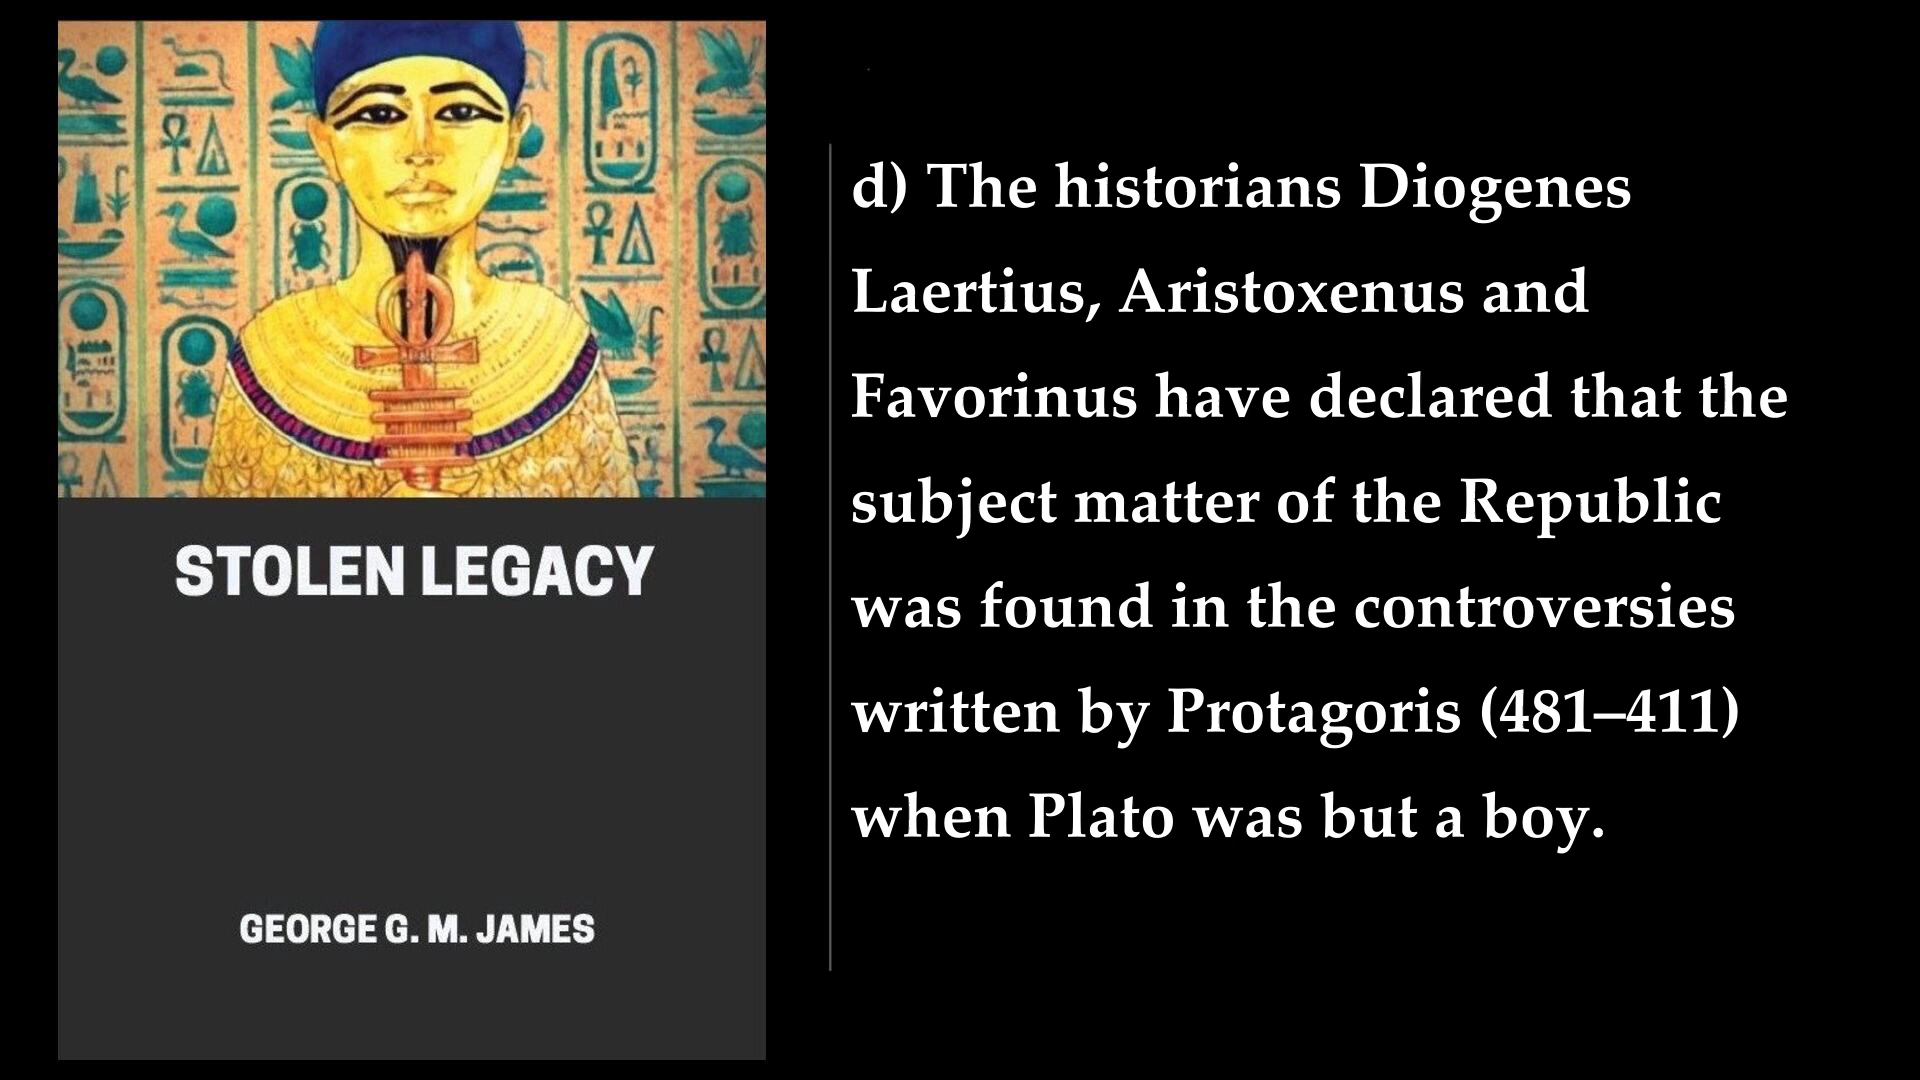 STOLEN LEGACY
GEORGE G. M. JAMES
d) The historians Diogenes
Laertius, Aristoxenus and
Favorinus have declared that the
subject matter of the Republic
was found in the controversies
written by Protagoris (481–411)
when Plato was but a boy.